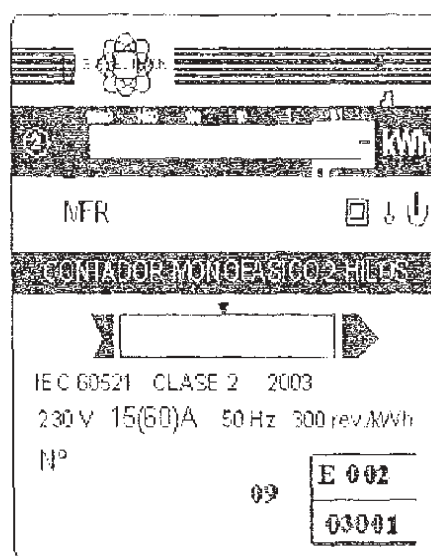 kWh
MFR
CONTADOR MONOFASICO 2 HILOS
IEC 60521 CLASE 2 2003
230 V 15(60)A 50 Hz 300 rev./kWh
Nº
09
E 002
03001